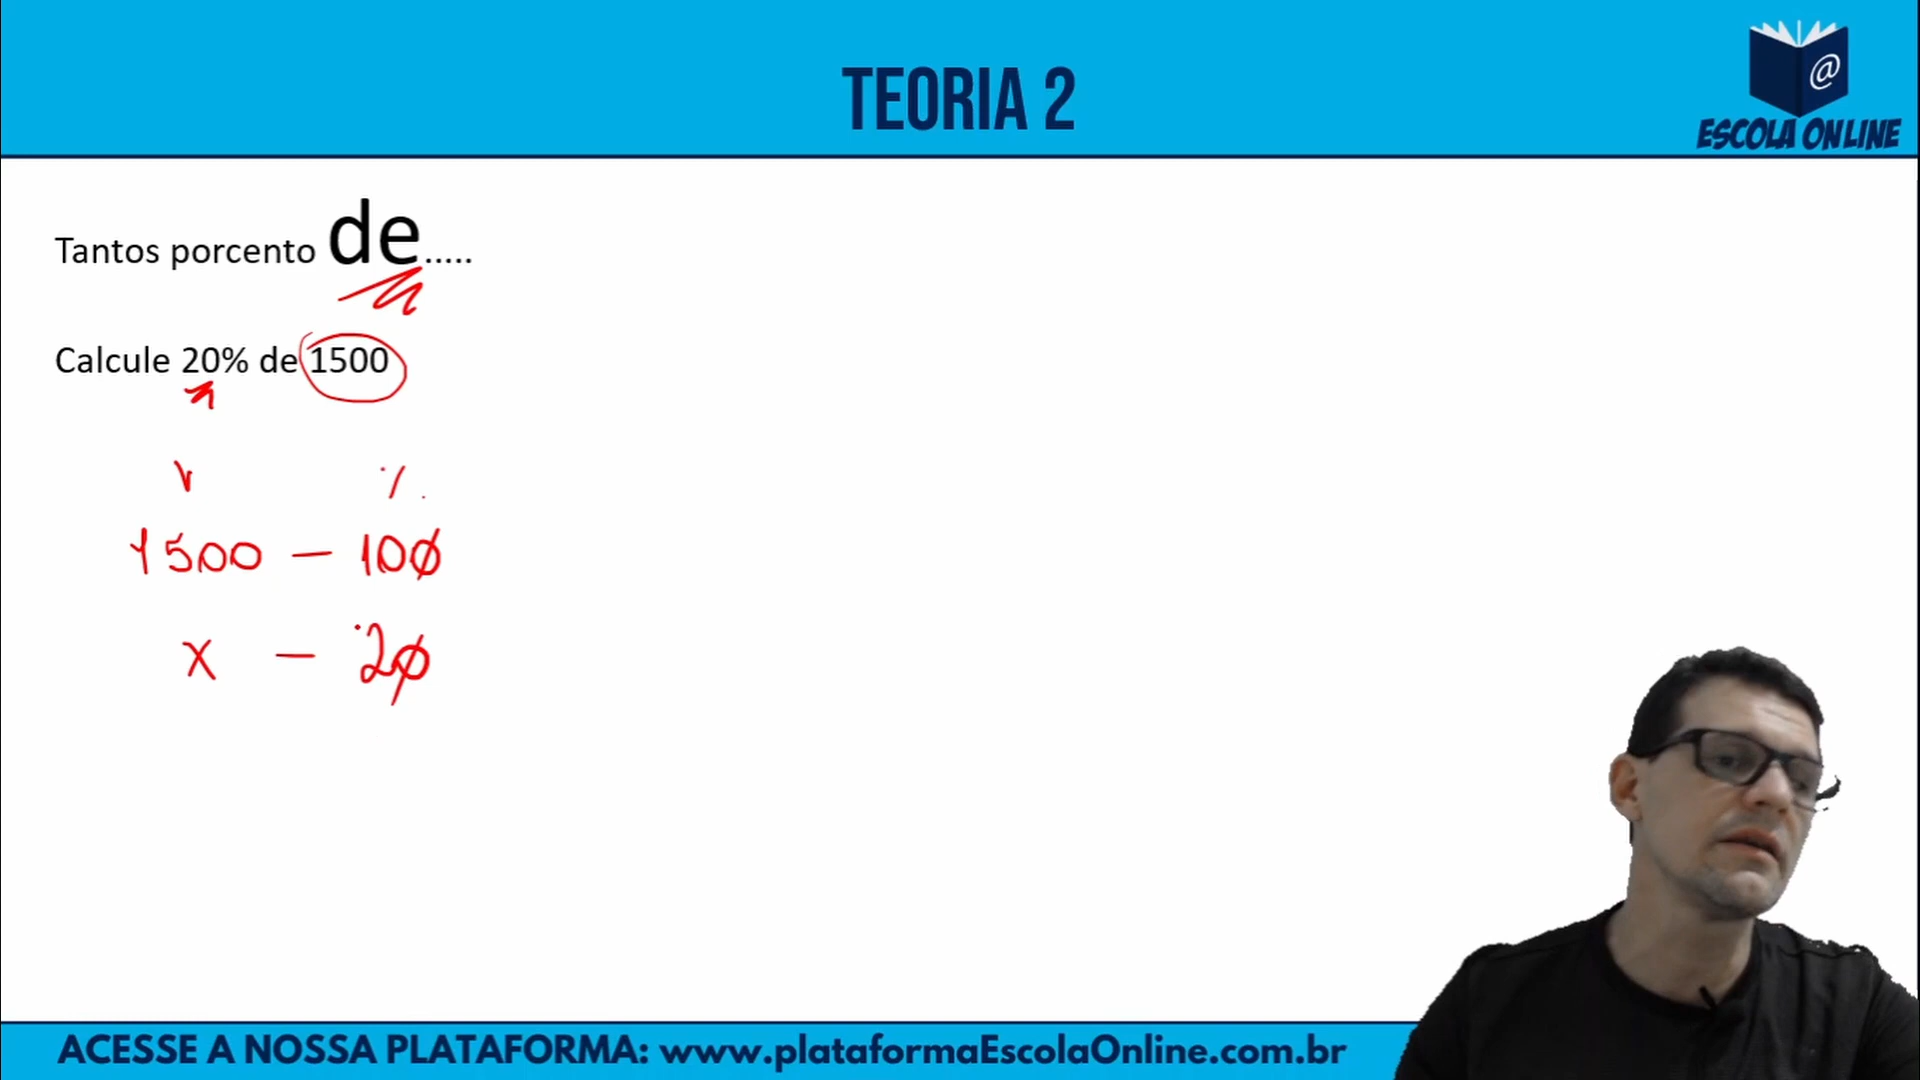 TEORIA 2
@
ESCOLA ONLINE
Tantos porcento de.....
Calcule 20% de 1500
V %
1500 — 100
x — 20
ACESSE A NOSSA PLATAFORMA: www.plataformaEscolaOnline.com.br